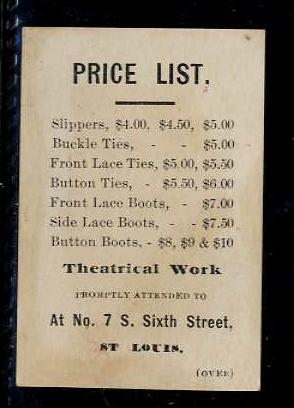 PRICE LIST.
Slippers, $4.00, $4.50, $5.00
Buckle Ties, - - $5.00
Front Lace Ties, $5.00, $5.50
Button Ties, - $5.50, $6.00
Front Lace Boots, - $7.00
Side Lace Boots, - - $7.50
Button Boots, - $8, $9 & $10
Theatrical Work
PROMPTLY ATTENDED TO
At No. 7 S. Sixth Street,
ST LOUIS.
(OVER)